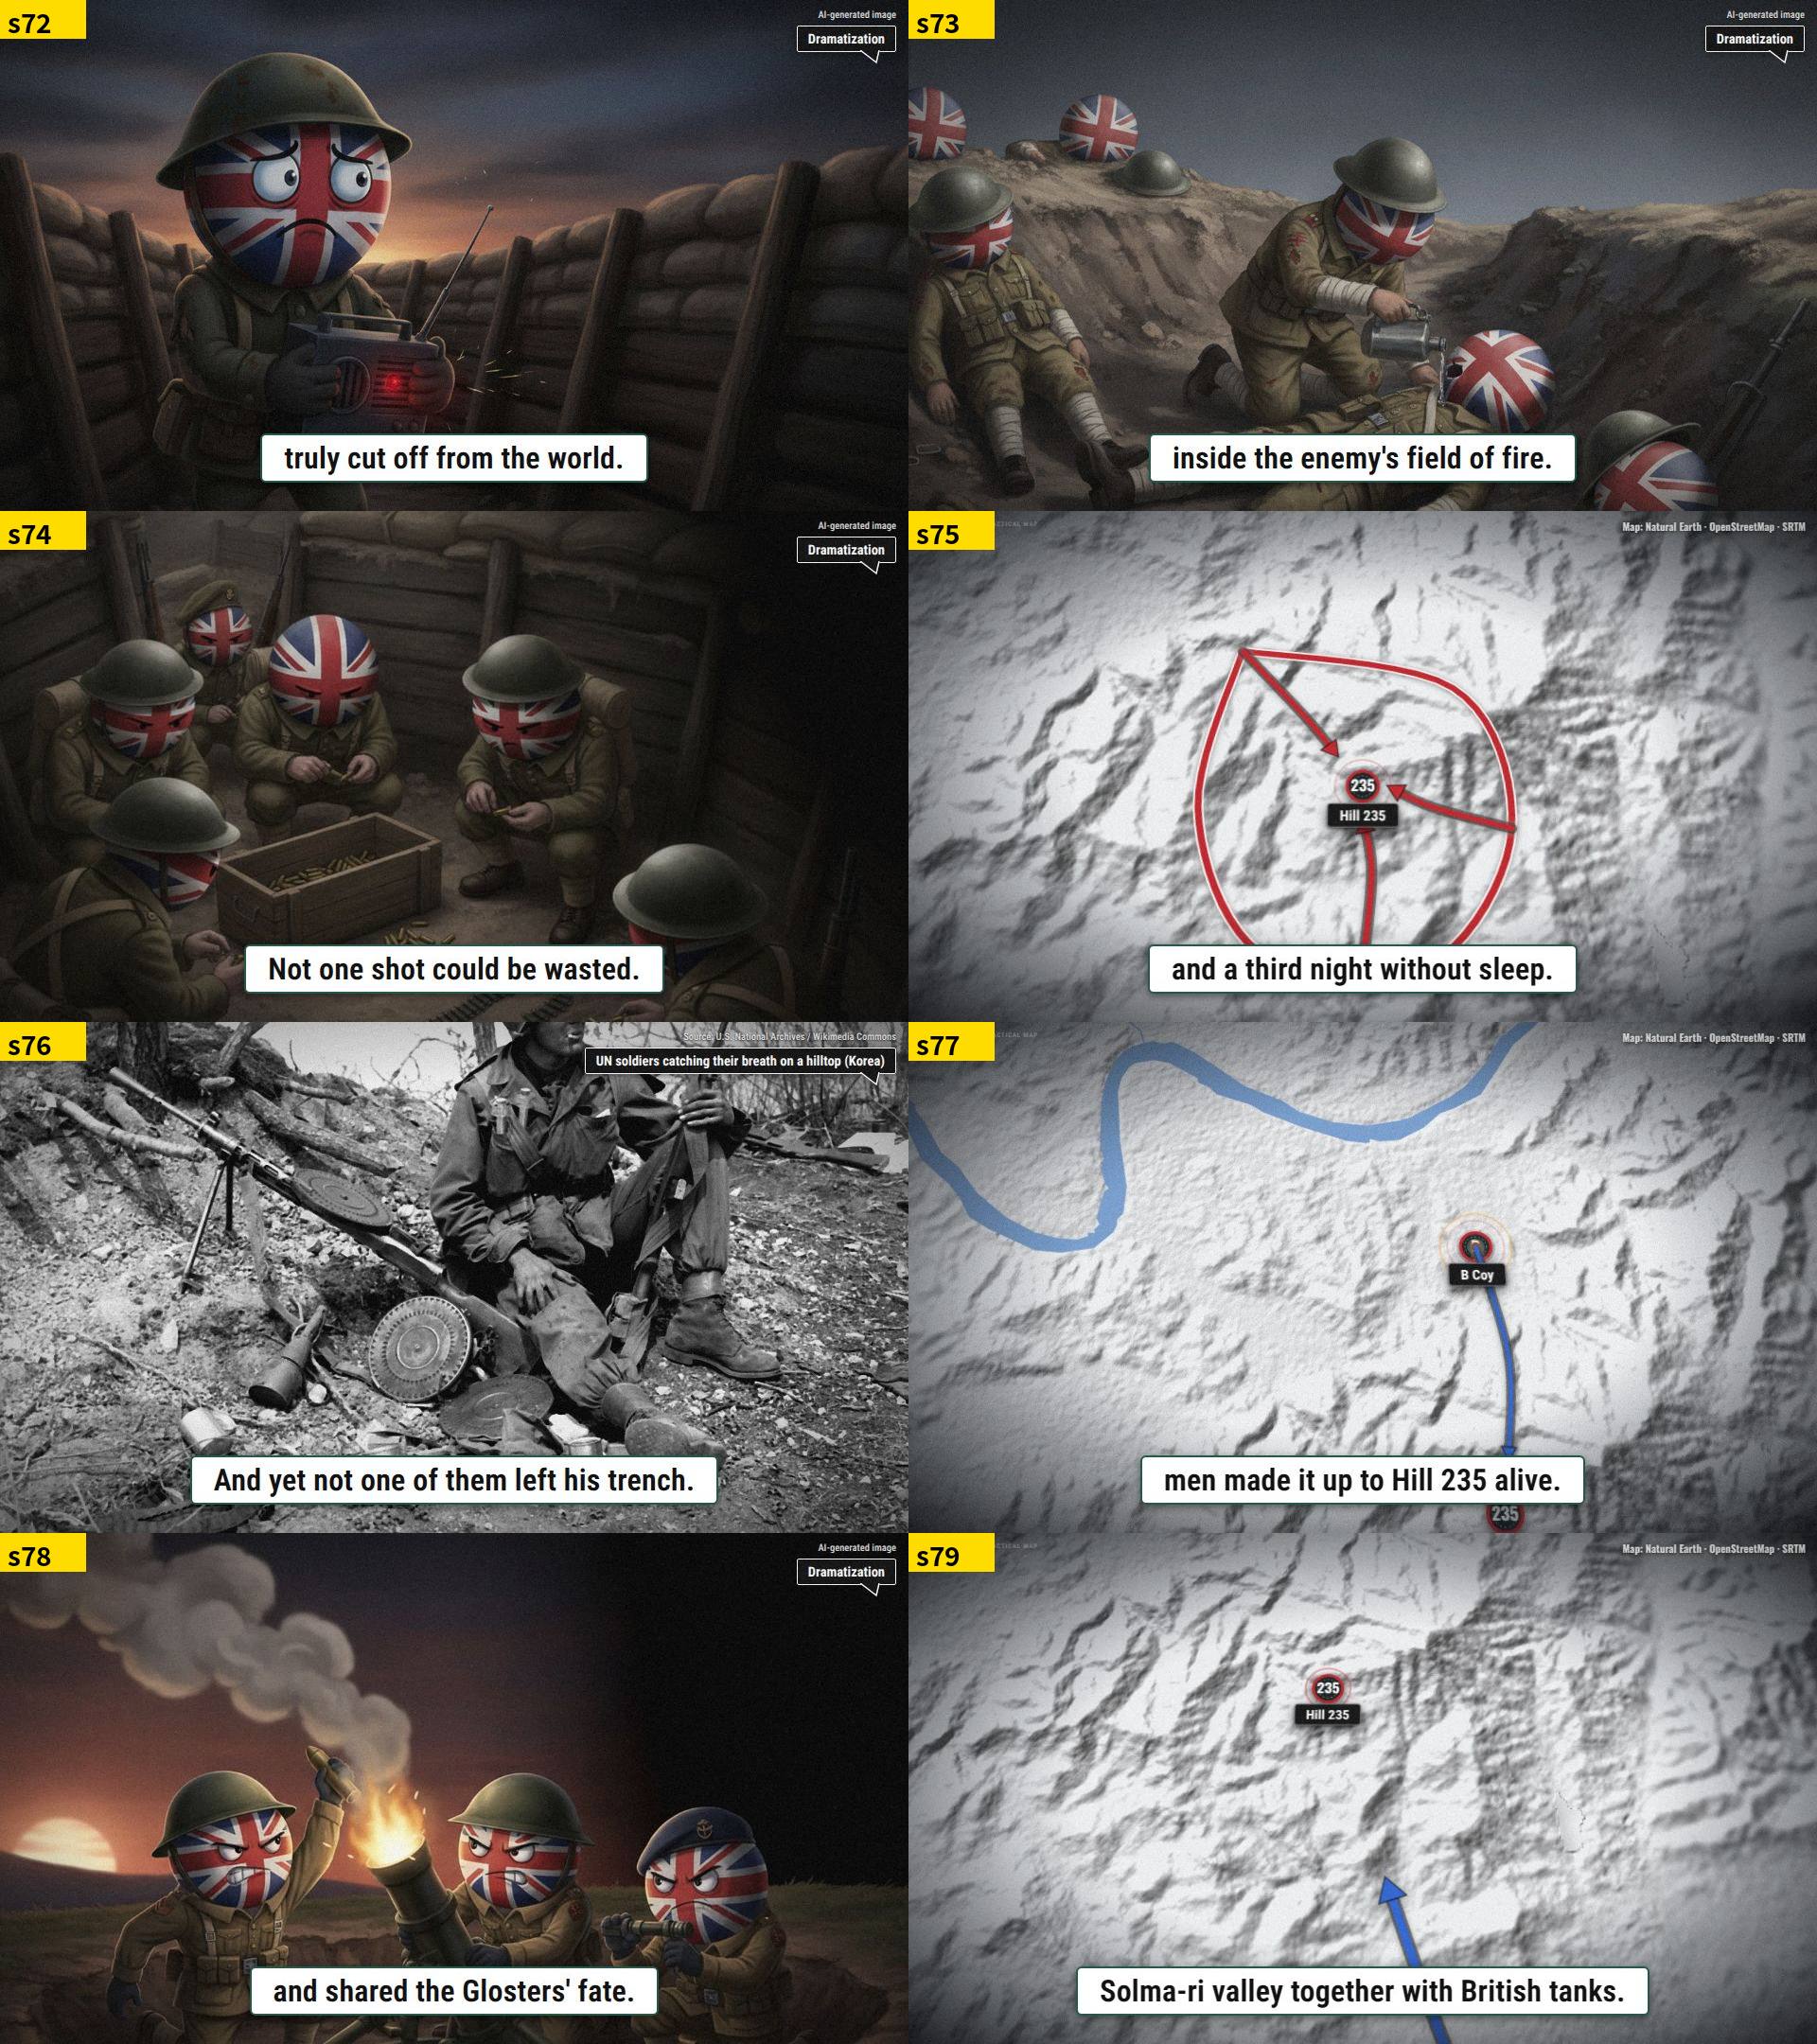 s72
AI-generated image
Dramatization
truly cut off from the world.
s73
AI-generated image
Dramatization
inside the enemy's field of fire.
s74
AI-generated image
Dramatization
Not one shot could be wasted.
s75
Map: Natural Earth · OpenStreetMap · SRTM
235
Hill 235
and a third night without sleep.
s76
Source: U.S. National Archives / Wikimedia Commons
UN soldiers catching their breath on a hilltop (Korea)
And yet not one of them left his trench.
s77
Map: Natural Earth · OpenStreetMap · SRTM
B Coy
men made it up to Hill 235 alive.
235
s78
AI-generated image
Dramatization
and shared the Glosters' fate.
s79
Map: Natural Earth · OpenStreetMap · SRTM
235
Hill 235
Solma-ri valley together with British tanks.